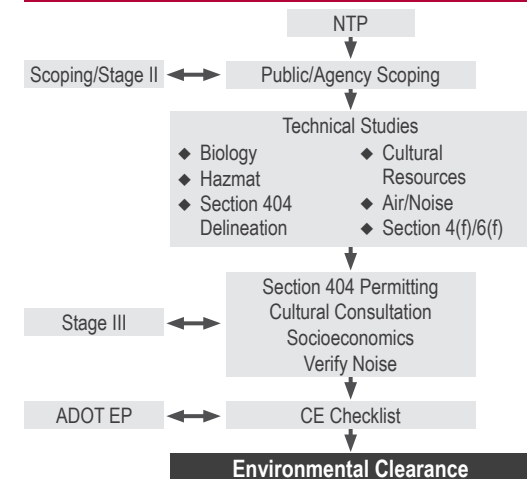 NTP
Scoping/Stage II
Public/Agency Scoping
Technical Studies
◆ Biology
◆ Hazmat
◆ Section 404
Delineation
◆ Cultural
Resources
◆ Air/Noise
◆ Section 4(f)/6(f)
Stage III
Section 404 Permitting
Cultural Consultation
Socioeconomics
Verify Noise
ADOT EP
CE Checklist
Environmental Clearance